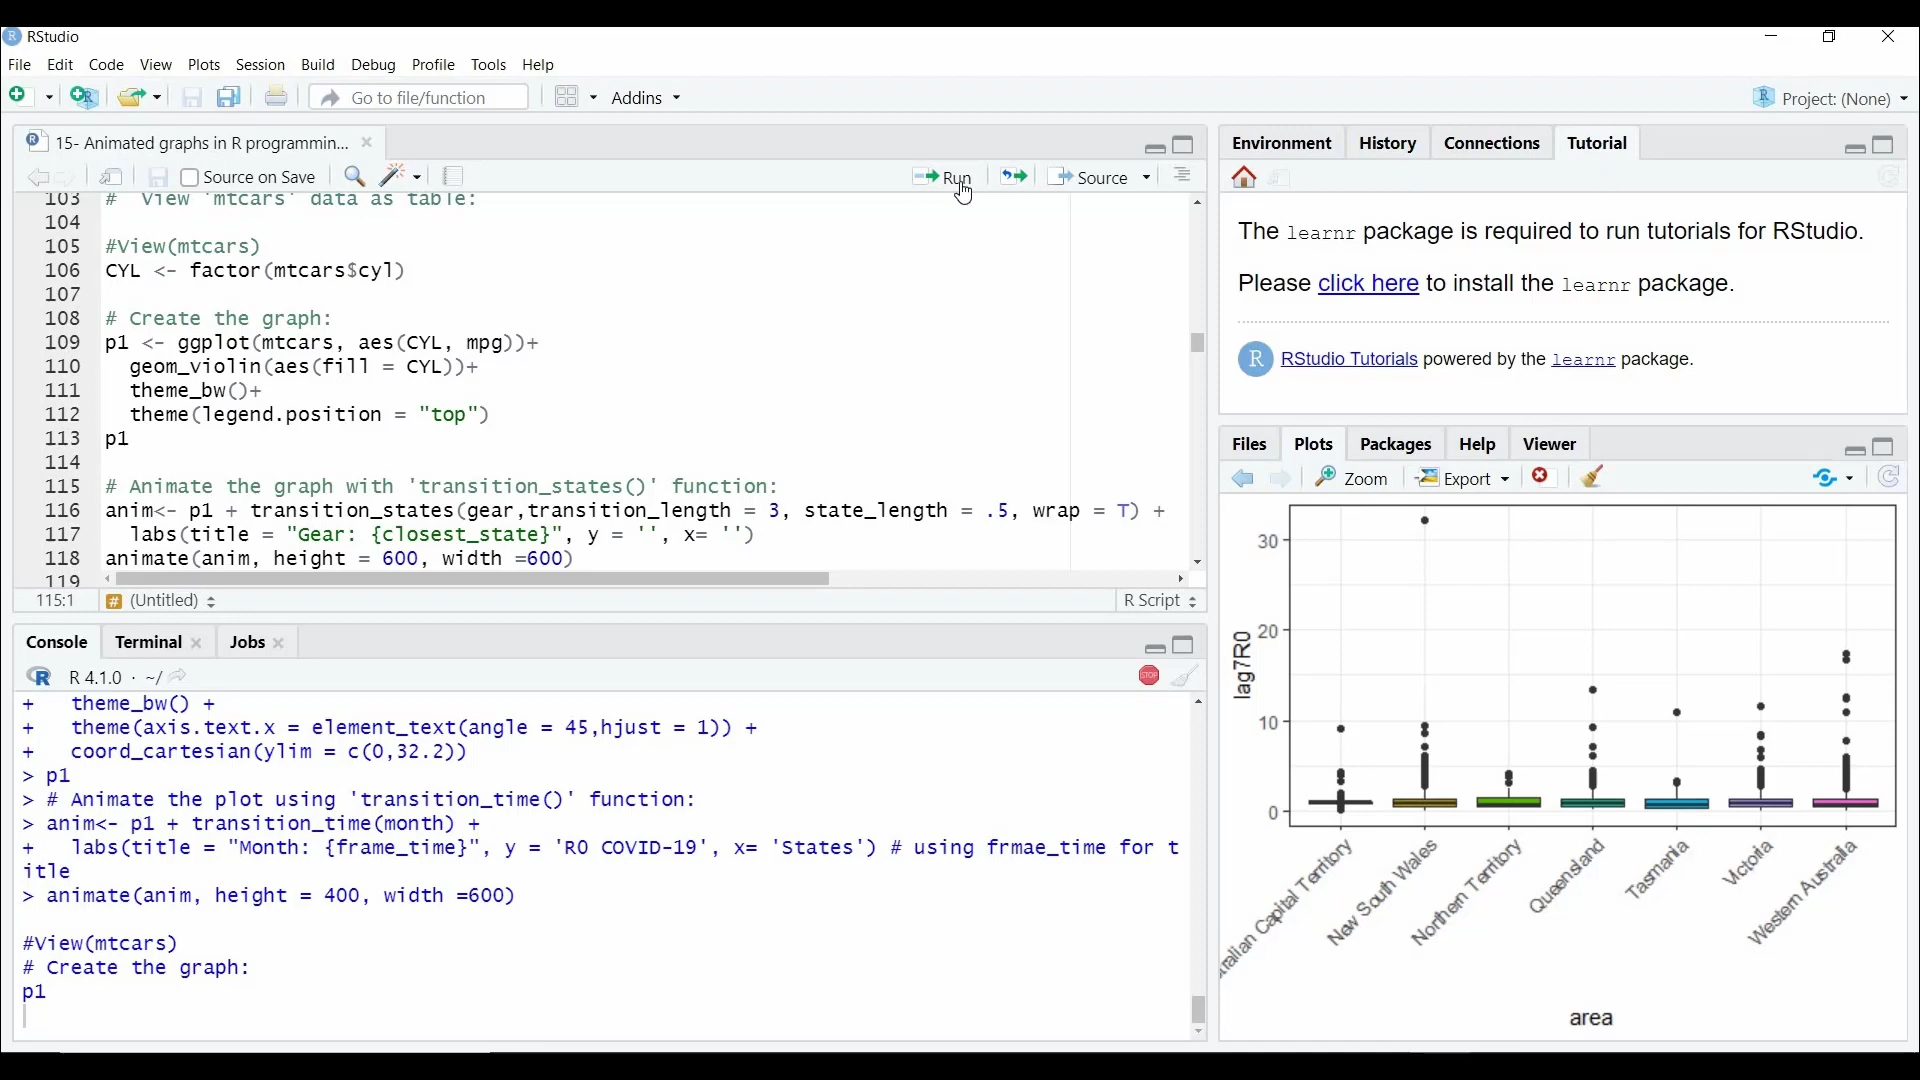 RStudio
File Edit Code View Plots Session Build Debug Profile Tools Help
Go to file/function Addins Project: (None)
15- Animated graphs in R programmin...
Source on Save Run Source
103 # View 'mtcars' data as table:
104
105 #View(mtcars)
106 CYL <- factor(mtcars$cyl)
107
108 # Create the graph:
109 p1 <- ggplot(mtcars, aes(CYL, mpg))+
110 geom_violin(aes(fill = CYL))+
111 theme_bw()+
112 theme(legend.position = "top")
113 p1
114
115 # Animate the graph with 'transition_states()' function:
116 anim<- p1 + transition_states(gear,transition_length = 3, state_length = .5, wrap = T) +
117 labs(title = "Gear: {closest_state}", y = '', x= '')
118 animate(anim, height = 600, width =600)
119
115:1 # (Untitled) R Script
Console Terminal Jobs
R R 4.1.0 · ~/ STOP
+ theme_bw() +
+ theme(axis.text.x = element_text(angle = 45,hjust = 1)) +
+ coord_cartesian(ylim = c(0,32.2))
> p1
> # Animate the plot using 'transition_time()' function:
> anim<- p1 + transition_time(month) +
+ labs(title = "Month: {frame_time}", y = 'R0 COVID-19', x= 'States') # using frmae_time for t
itle
> animate(anim, height = 400, width =600)
#View(mtcars)
# Create the graph:
p1
Environment History Connections Tutorial
The learnr package is required to run tutorials for RStudio.
Please click here to install the learnr package.
R RStudio Tutorials powered by the learnr package.
Files Plots Packages Help Viewer
Zoom Export
30
20
10
0
lag7R0
ralian Capital Territory
New South Wales
Northern Territory
Queensland
Tasmania
Victoria
Western Australia
area